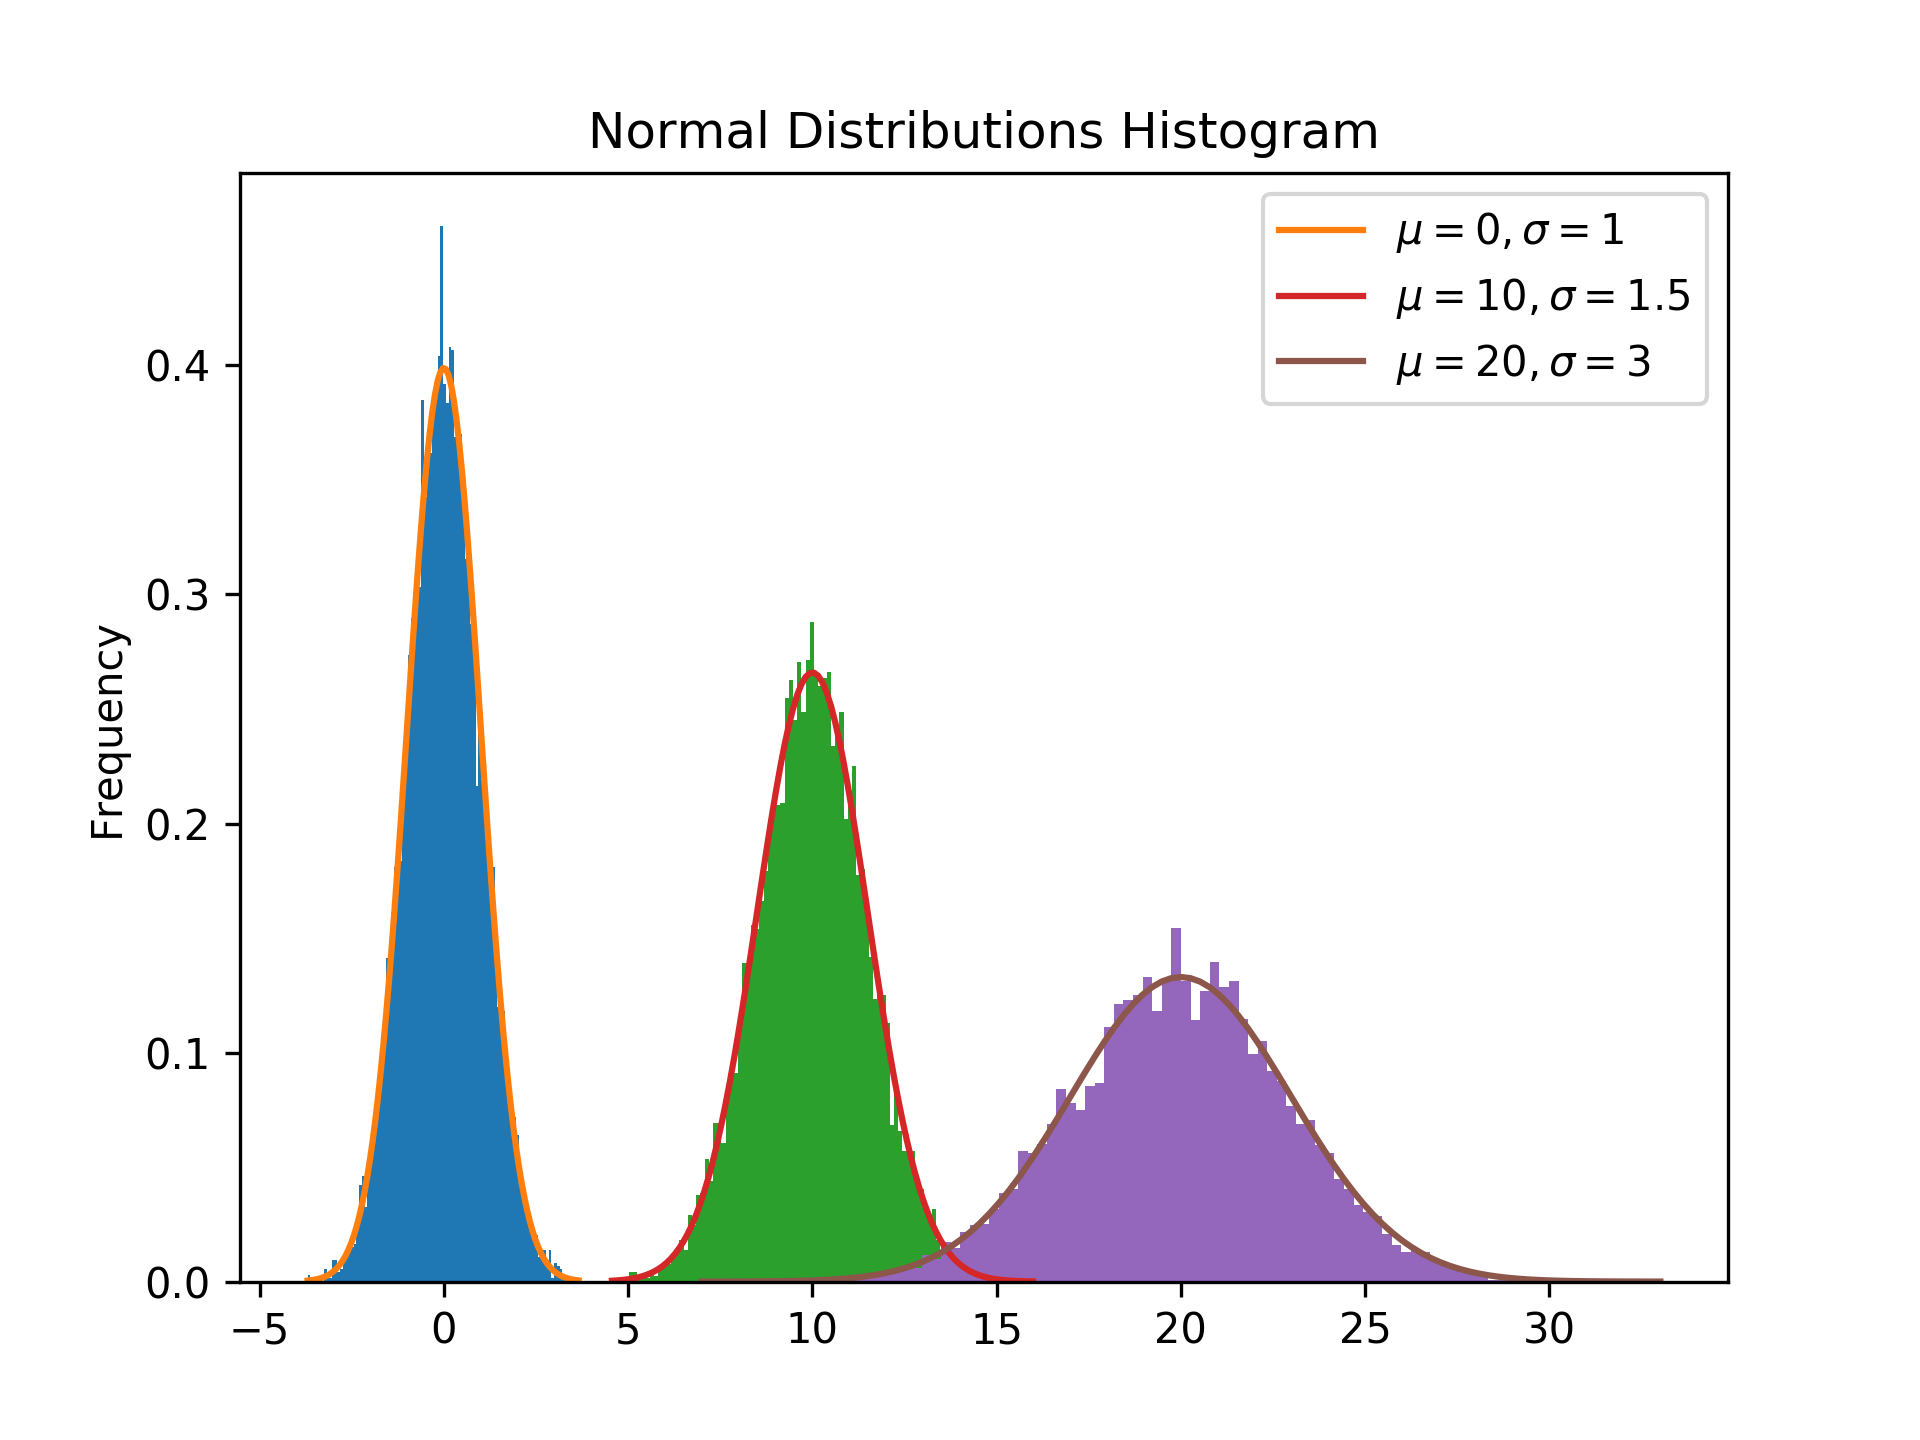 Normal Distributions Histogram
μ = 0, σ = 1
μ = 10, σ = 1.5
μ = 20, σ = 3
Frequency
0.4
0.3
0.2
0.1
0.0
−5 0 5 10 15 20 25 30